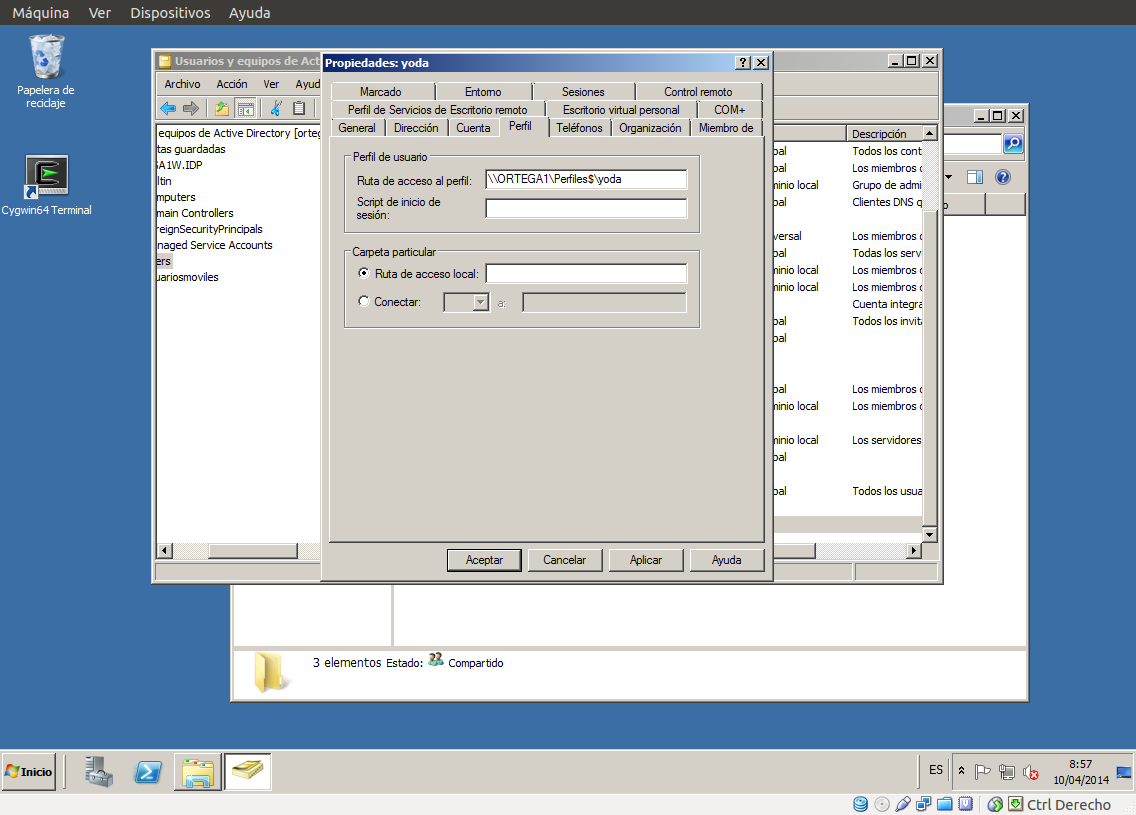 Máquina Ver Dispositivos Ayuda
Papelera de
reciclaje
Cygwin64 Terminal
Usuarios y equipos de Act
Archivo Acción Ver Ayud
equipos de Active Directory [orteg
tas guardadas
A1W.IDP
ltin
mputers
main Controllers
reignSecurityPrincipals
naged Service Accounts
ers
uariosmoviles
Propiedades: yoda
Marcado Entorno Sesiones Control remoto
Perfil de Servicios de Escritorio remoto Escritorio virtual personal COM+
General Dirección Cuenta Perfil Teléfonos Organización Miembro de
Perfil de usuario
Ruta de acceso al perfil: \\ORTEGA1\Perfiles$\yoda
Script de inicio de
sesión:
Carpeta particular
Ruta de acceso local:
Conectar: a:
Aceptar Cancelar Aplicar Ayuda
Descripción
bal Todos los cont
bal Los miembros d
minio local Grupo de admi
bal Clientes DNS q
versal Los miembros d
bal Todas los serv
minio local Los miembros d
minio local Los miembros d
Cuenta integra
bal Todos los invit
bal
bal Los miembros d
minio local Los miembros d
minio local Los servidores
bal
bal Todos los usua
o
3 elementos Estado: Compartido
Inicio
ES
8:57
10/04/2014
Ctrl Derecho